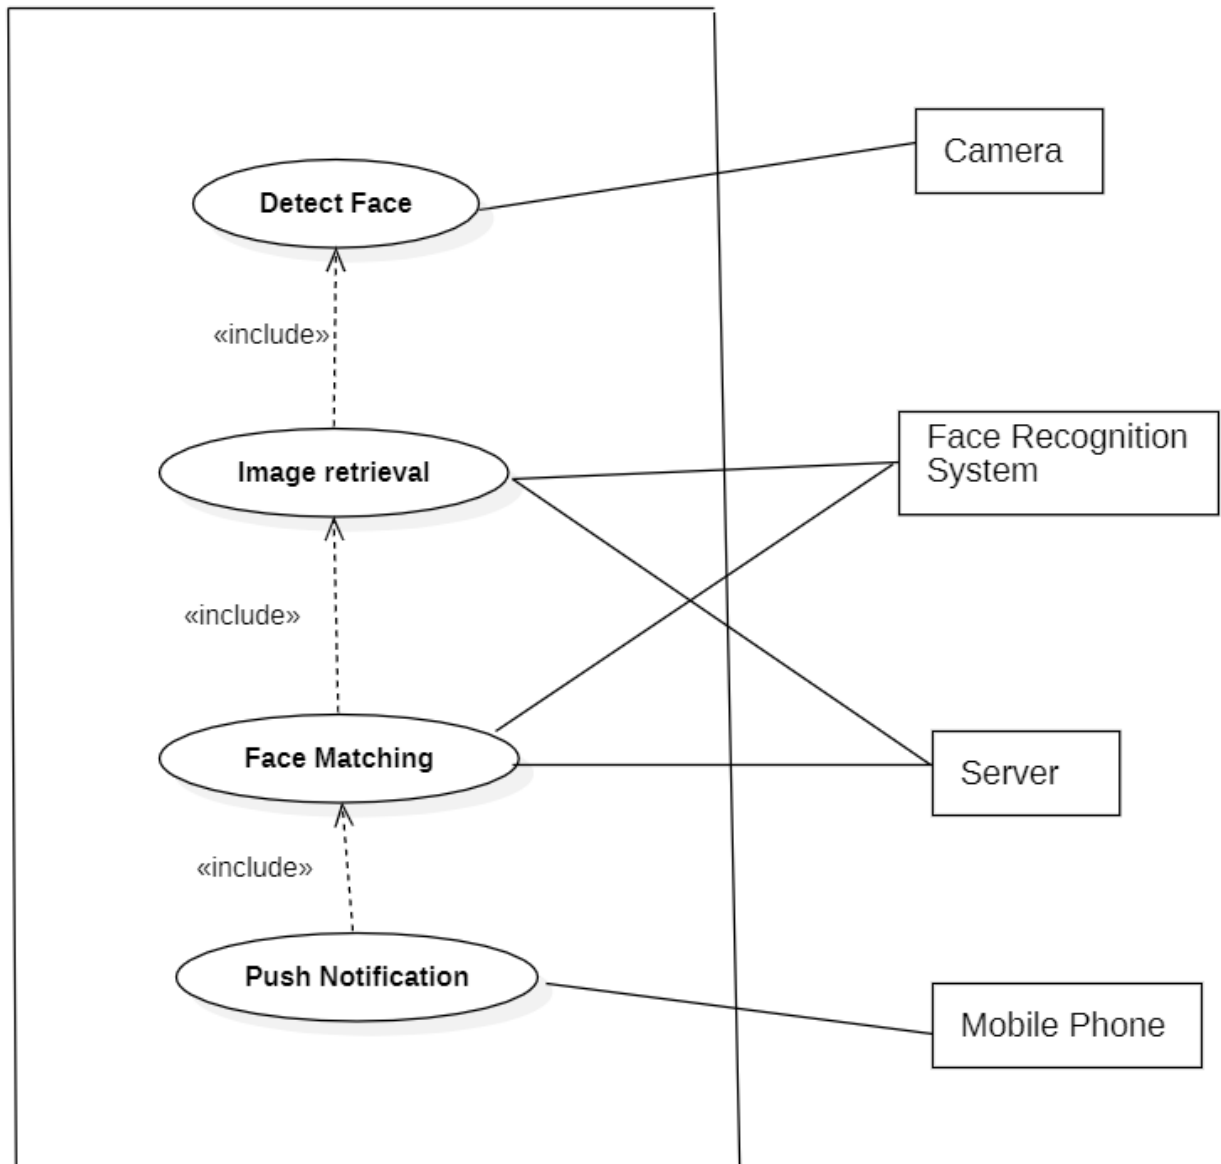 Camera
Detect Face
«include»
Face Recognition
System
Image retrieval
«include»
Face Matching
Server
«include»
Push Notification
Mobile Phone